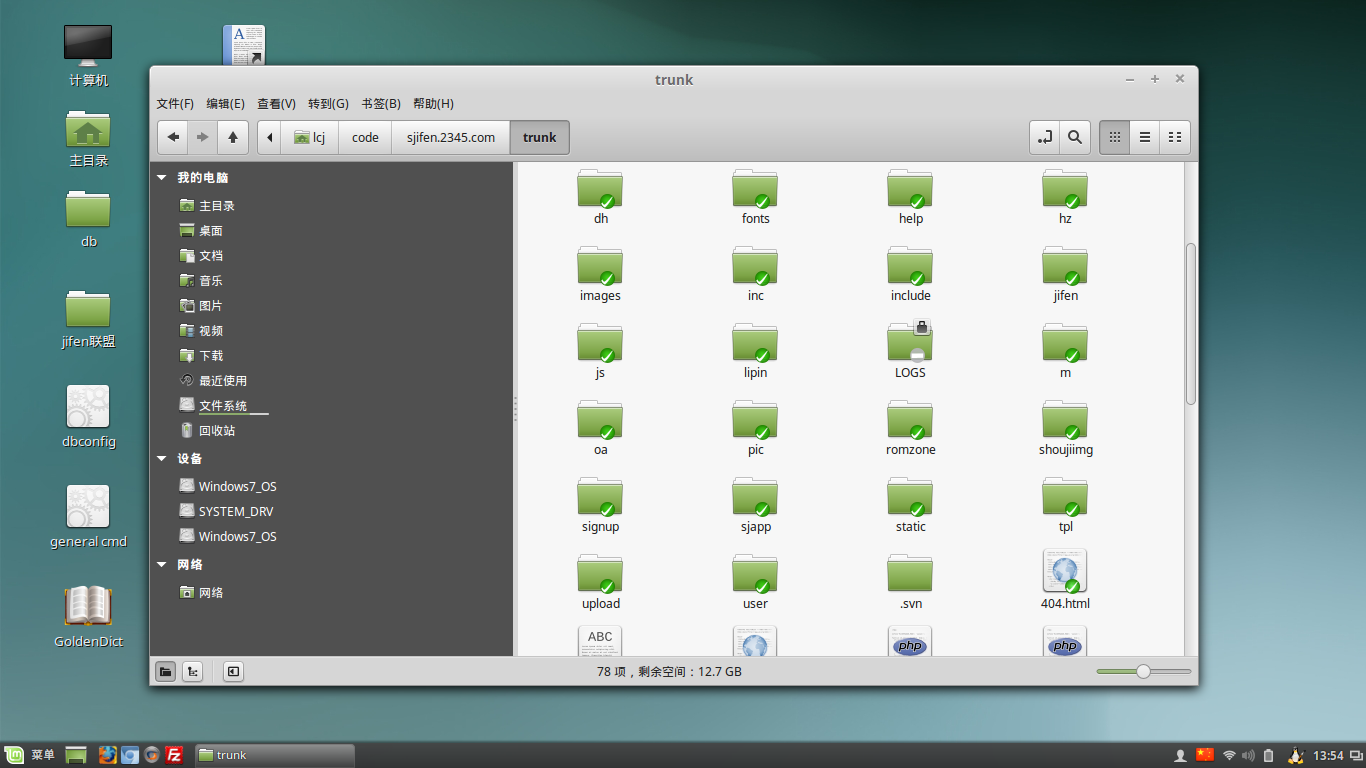 计算机
主目录
db
jifen联盟
dbconfig
general cmd
GoldenDict
A
trunk
文件(F) 编辑(E) 查看(V) 转到(G) 书签(B) 帮助(H)
lcj code sjifen.2345.com trunk
我的电脑
主目录
桌面
文档
音乐
图片
视频
下载
最近使用
文件系统
回收站
设备
Windows7_OS
SYSTEM_DRV
Windows7_OS
网络
网络
dh fonts help hz
images inc include jifen
js lipin LOGS m
oa pic romzone shoujiimg
signup sjapp static tpl
upload user .svn 404.html
ABC php php
78 项，剩余空间：12.7 GB
菜单 FZ trunk 13:54